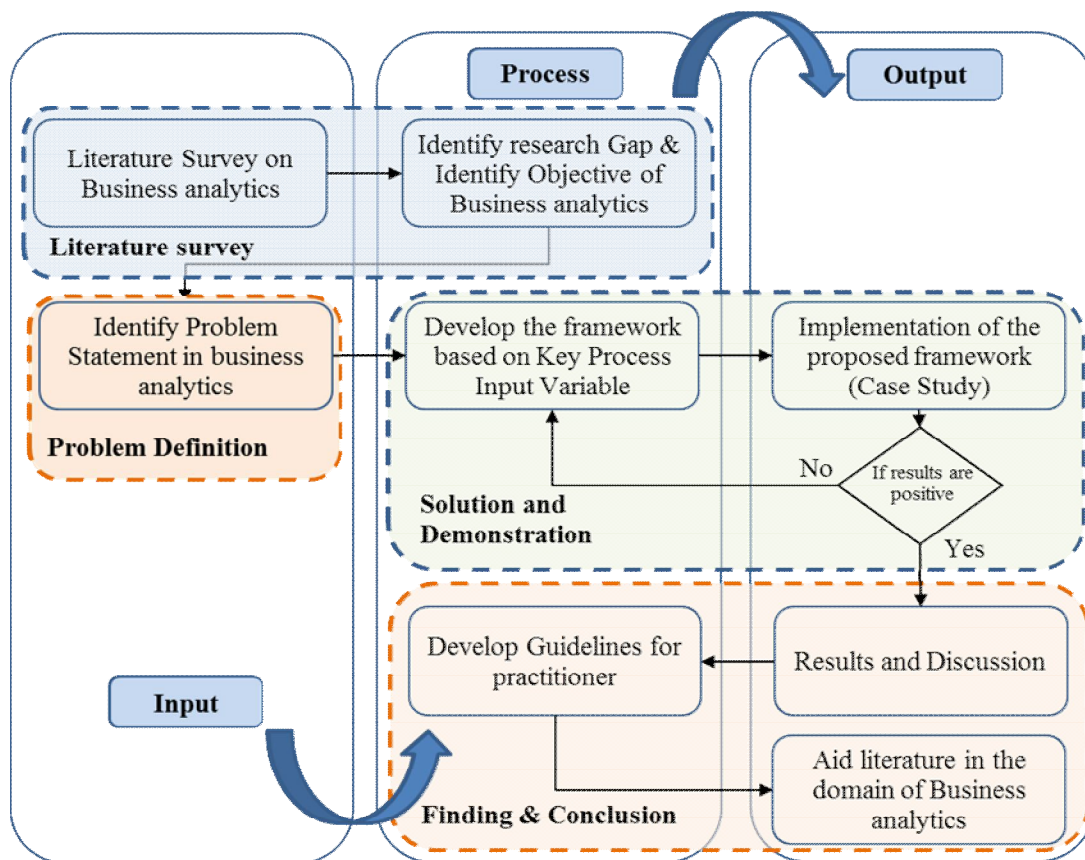 Process
Output
Literature Survey on
Business analytics
Identify research Gap &
Identify Objective of
Business analytics
Literature survey
Identify Problem
Statement in business
analytics
Problem Definition
Develop the framework
based on Key Process
Input Variable
Implementation of the
proposed framework
(Case Study)
No
If results are
positive
Solution and
Demonstration
Yes
Develop Guidelines for
practitioner
Results and Discussion
Input
Aid literature in the
domain of Business
analytics
Finding & Conclusion